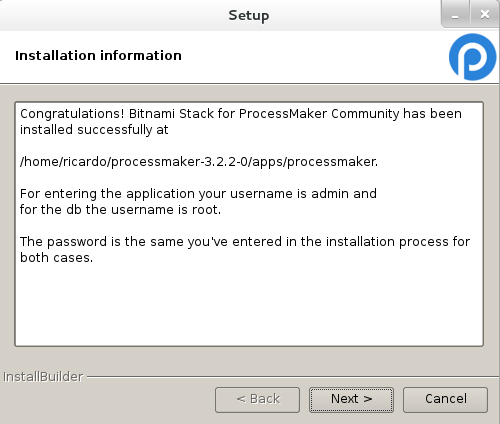 Setup
Installation information
Congratulations! Bitnami Stack for ProcessMaker Community has been
installed successfully at
/home/ricardo/processmaker-3.2.2-0/apps/processmaker.
For entering the application your username is admin and
for the db the username is root.
The password is the same you've entered in the installation process for
both cases.
InstallBuilder
< Back
Next >
Cancel